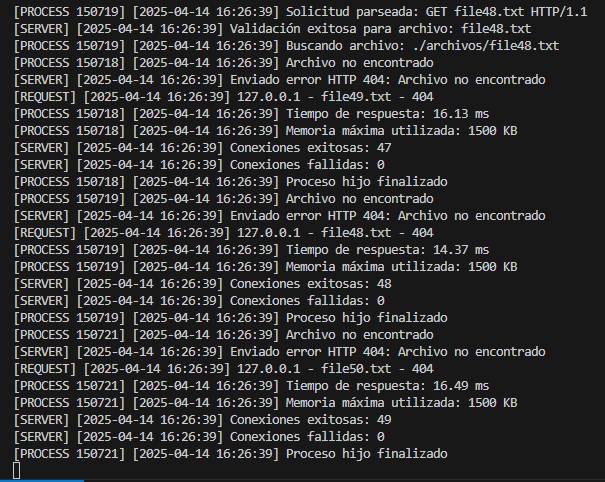 [PROCESS 150719] [2025-04-14 16:26:39] Solicitud parseada: GET file48.txt HTTP/1.1
[SERVER] [2025-04-14 16:26:39] Validación exitosa para archivo: file48.txt
[PROCESS 150719] [2025-04-14 16:26:39] Buscando archivo: ./archivos/file48.txt
[PROCESS 150718] [2025-04-14 16:26:39] Archivo no encontrado
[SERVER] [2025-04-14 16:26:39] Enviado error HTTP 404: Archivo no encontrado
[REQUEST] [2025-04-14 16:26:39] 127.0.0.1 - file49.txt - 404
[PROCESS 150718] [2025-04-14 16:26:39] Tiempo de respuesta: 16.13 ms
[PROCESS 150718] [2025-04-14 16:26:39] Memoria máxima utilizada: 1500 KB
[SERVER] [2025-04-14 16:26:39] Conexiones exitosas: 47
[SERVER] [2025-04-14 16:26:39] Conexiones fallidas: 0
[PROCESS 150718] [2025-04-14 16:26:39] Proceso hijo finalizado
[PROCESS 150719] [2025-04-14 16:26:39] Archivo no encontrado
[SERVER] [2025-04-14 16:26:39] Enviado error HTTP 404: Archivo no encontrado
[REQUEST] [2025-04-14 16:26:39] 127.0.0.1 - file48.txt - 404
[PROCESS 150719] [2025-04-14 16:26:39] Tiempo de respuesta: 14.37 ms
[PROCESS 150719] [2025-04-14 16:26:39] Memoria máxima utilizada: 1500 KB
[SERVER] [2025-04-14 16:26:39] Conexiones exitosas: 48
[SERVER] [2025-04-14 16:26:39] Conexiones fallidas: 0
[PROCESS 150719] [2025-04-14 16:26:39] Proceso hijo finalizado
[PROCESS 150721] [2025-04-14 16:26:39] Archivo no encontrado
[SERVER] [2025-04-14 16:26:39] Enviado error HTTP 404: Archivo no encontrado
[REQUEST] [2025-04-14 16:26:39] 127.0.0.1 - file50.txt - 404
[PROCESS 150721] [2025-04-14 16:26:39] Tiempo de respuesta: 16.49 ms
[PROCESS 150721] [2025-04-14 16:26:39] Memoria máxima utilizada: 1500 KB
[SERVER] [2025-04-14 16:26:39] Conexiones exitosas: 49
[SERVER] [2025-04-14 16:26:39] Conexiones fallidas: 0
[PROCESS 150721] [2025-04-14 16:26:39] Proceso hijo finalizado